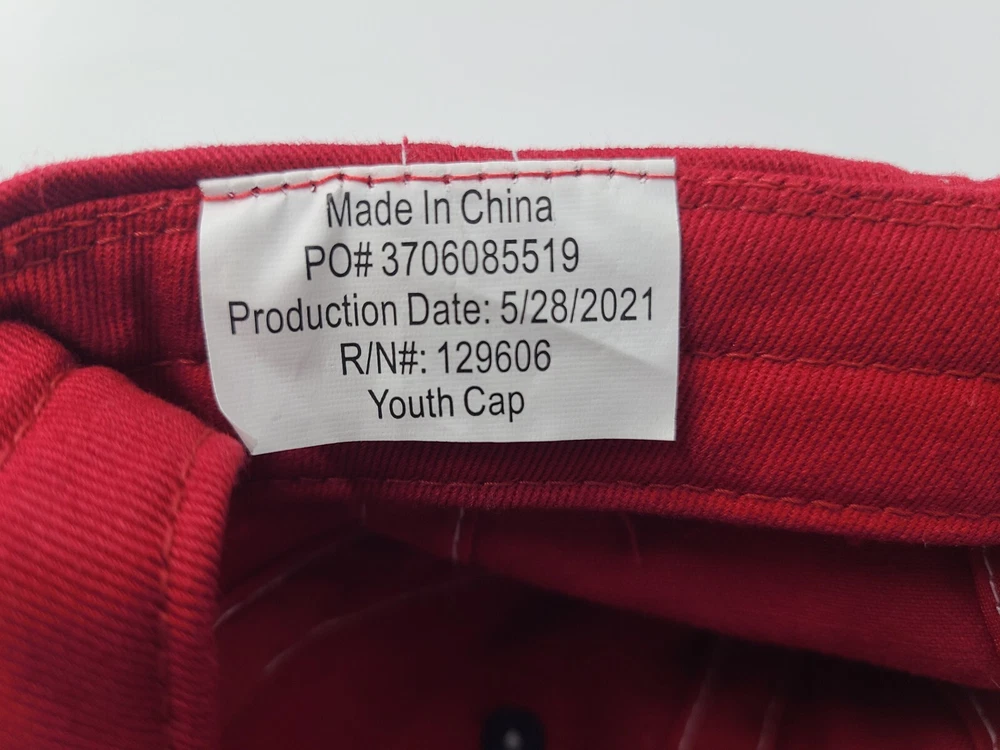 Made In China
PO# 3706085519
Production Date: 5/28/2021
R/N#: 129606
Youth Cap